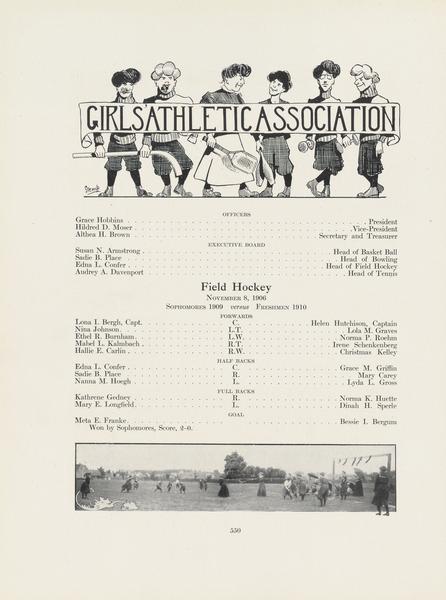 GIRLS' ATHLETIC ASSOCIATION
OFFICERS
Grace Hobbins President
Hildred D. Moser Vice-President
Althea H. Brown Secretary and Treasurer
EXECUTIVE BOARD
Susan N. Armstrong Head of Basket Ball
Sadie B. Place Head of Bowling
Edna L. Confer Head of Field Hockey
Audrey A. Davenport Head of Tennis
Field Hockey
November 8, 1906
Sophomores 1909 versus Freshmen 1910
FORWARDS
Lona I. Bergh, Capt. C. Helen Hutchison, Captain
Nina Johnson L.T. Lola M. Graves
Ethel R. Burnham L.W. Norma P. Roehm
Mabel L. Kalmbach R.T. Irene Schenkenberg
Hallie E. Carlin R.W. Christmas Kelley
HALF BACKS
Edna L. Confer C. Grace M. Griffin
Sadie B. Place R. Mary Carey
Nanna M. Hoegh L. Lyda L. Gross
FULL BACKS
Kathrene Gedney R. Norma K. Huette
Mary E. Longfield L. Dinah H. Sperle
GOAL
Meta E. Franke Bessie I. Bergum
Won by Sophomores, Score, 2-0.
550